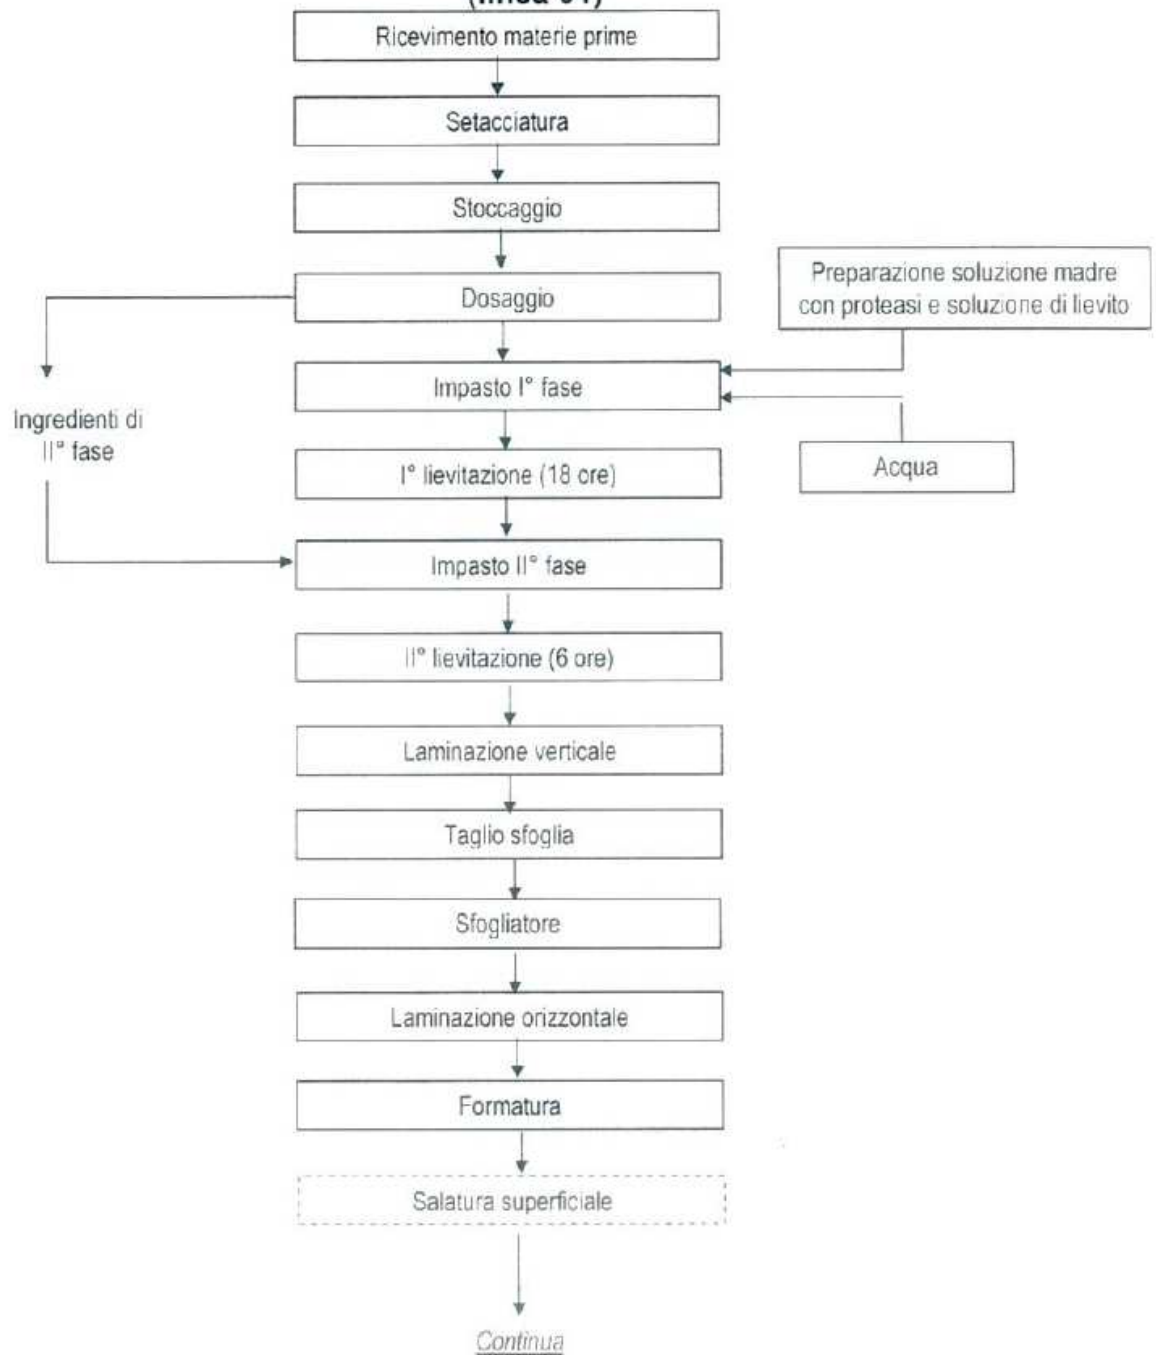 Ricevimento materie prime
Setacciatura
Stoccaggio
Dosaggio
Preparazione soluzione madre
con proteasi e soluzione di lievito
Impasto I° fase
Ingredienti di
II° fase
Acqua
I° lievitazione (18 ore)
Impasto II° fase
II° lievitazione (6 ore)
Laminazione verticale
Taglio sfoglia
Sfogliatore
Laminazione orizzontale
Formatura
Salatura superficiale
Continua